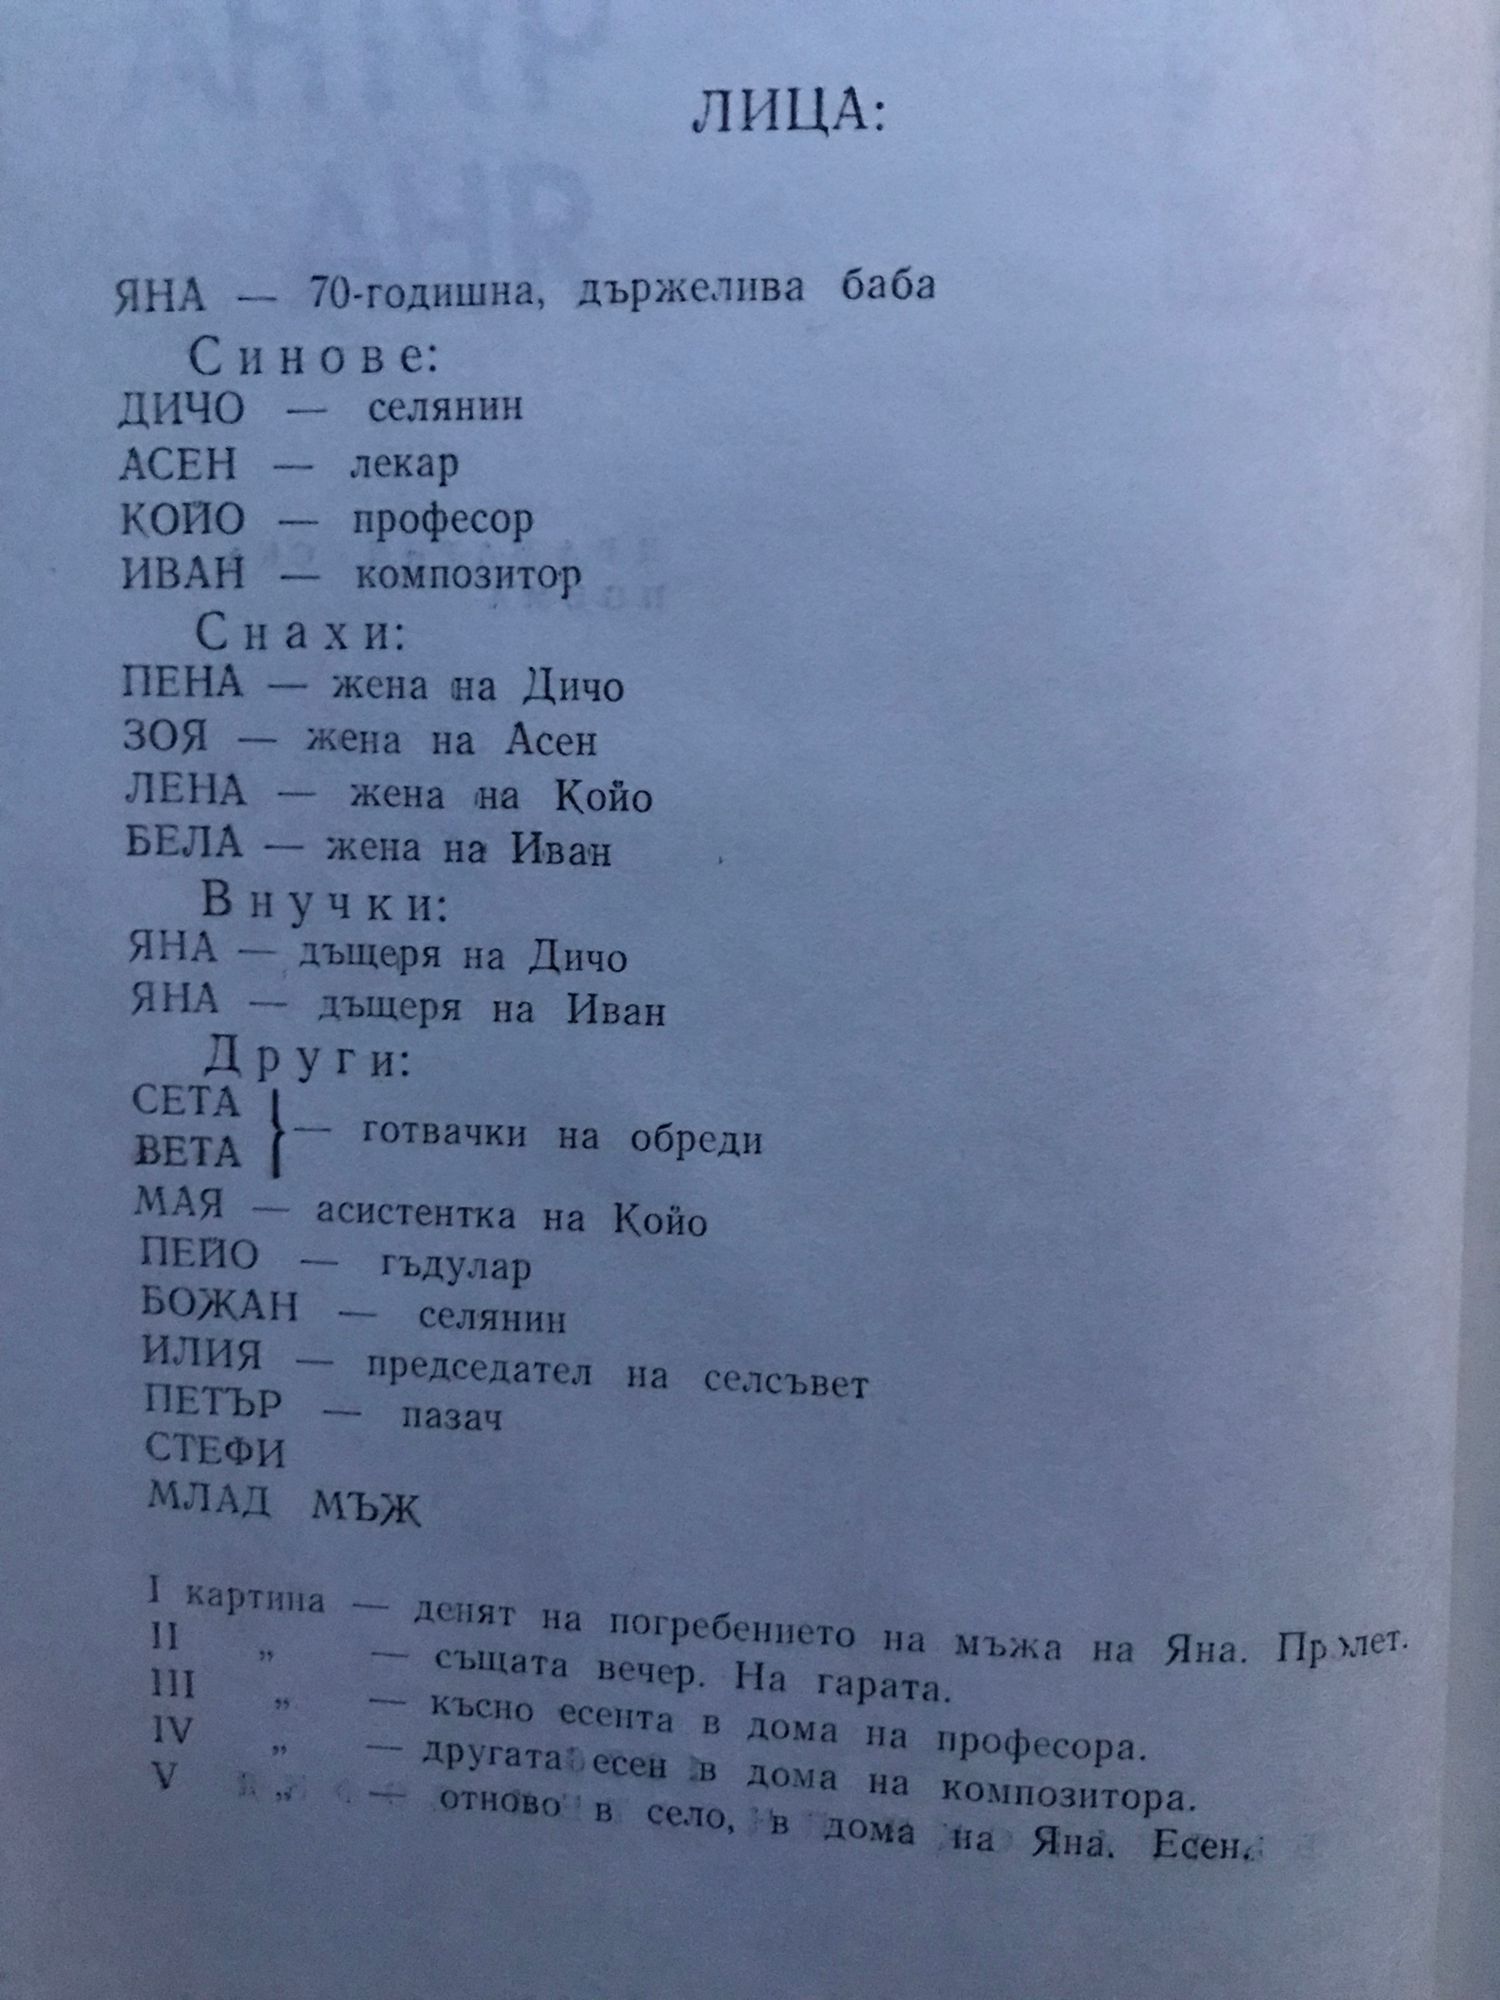 ЛИЦА:
ЯНА — 70-годишна, държелива баба
Синове:
ДИЧО — селянин
АСЕН — лекар
КОЙО — професор
ИВАН — композитор
Снахи:
ПЕНА — жена на Дичо
ЗОЯ — жена на Асен
ЛЕНА — жена на Койо
БЕЛА — жена на Иван
Внучки:
ЯНА — дъщеря на Дичо
ЯНА — дъщеря на Иван
Други:
СЕТА
ВЕТА } — готвачки на обреди
МАЯ — асистентка на Койо
ПЕЙО — гъдулар
БОЖАН — селянин
ИЛИЯ — председател на селсъвет
ПЕТЪР — пазач
СТЕФИ
МЛАД МЪЖ
I картина — денят на погребението на мъжа на Яна. Пролет.
II „ — същата вечер. На гарата.
III „ — късно есента в дома на професора.
IV „ — другата есен в дома на композитора.
V „ — отново в село, в дома на Яна. Есен.